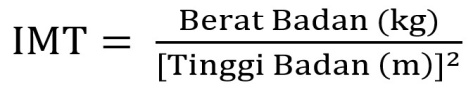 IMT = Berat Badan (kg)
[Tinggi Badan (m)]²